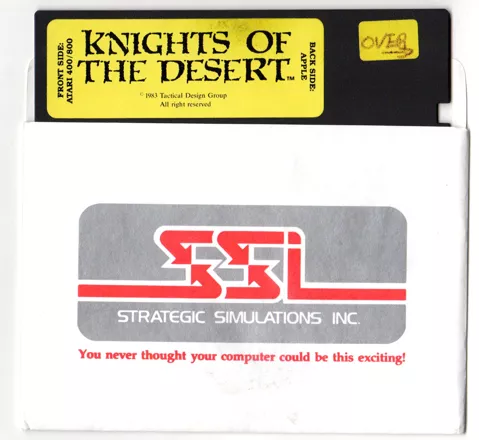 FRONT SIDE:
ATARI 400/800
KNIGHTS OF
THE DESERT™
© 1983 Tactical Design Group
All right reserved
BACK SIDE:
APPLE
OVER
SSI
STRATEGIC SIMULATIONS INC.
You never thought your computer could be this exciting!